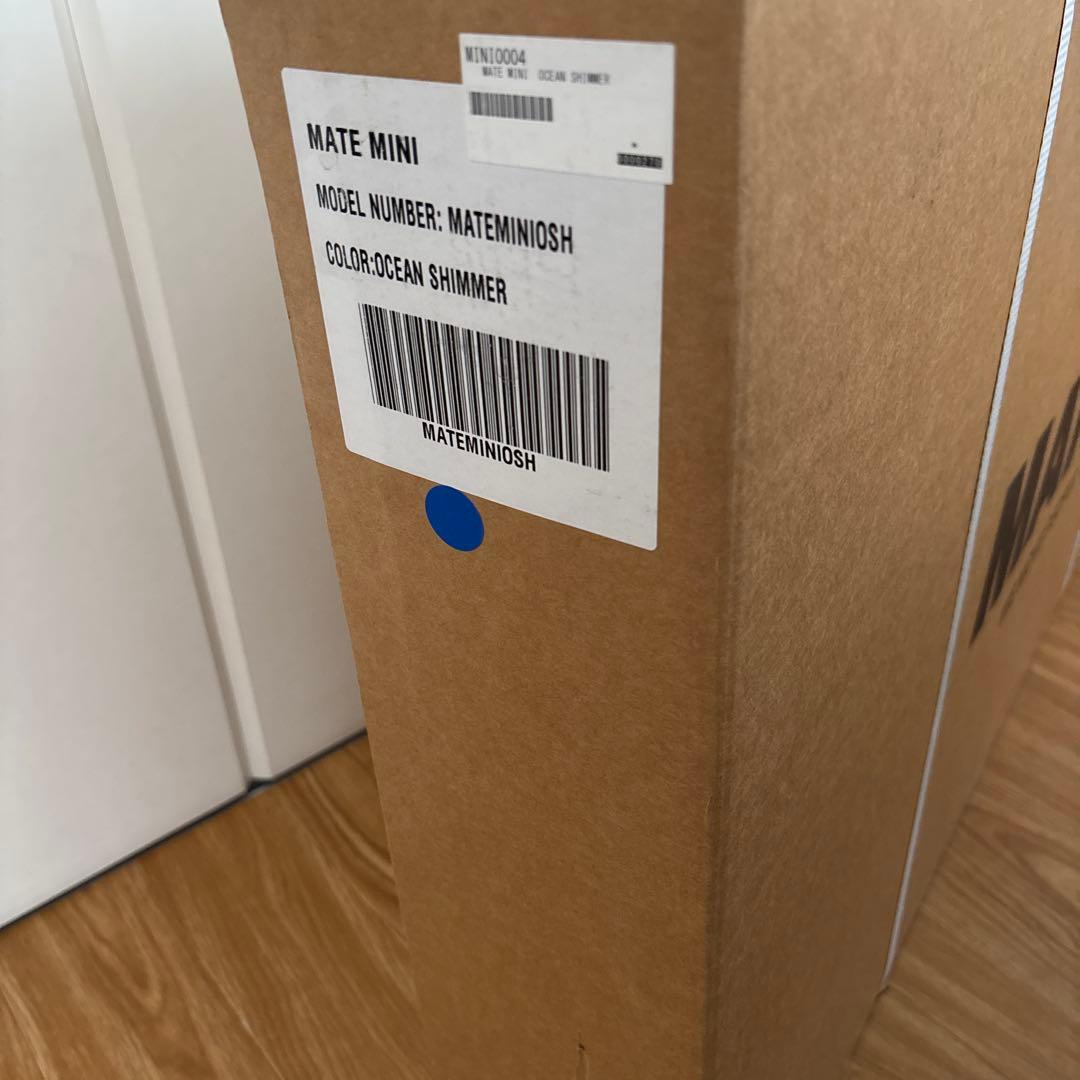 MINI0004
MATE MINI OCEAN SHIMMER
MATE MINI
MODEL NUMBER: MATEMINIOSH
COLOR:OCEAN SHIMMER
MATEMINIOSH